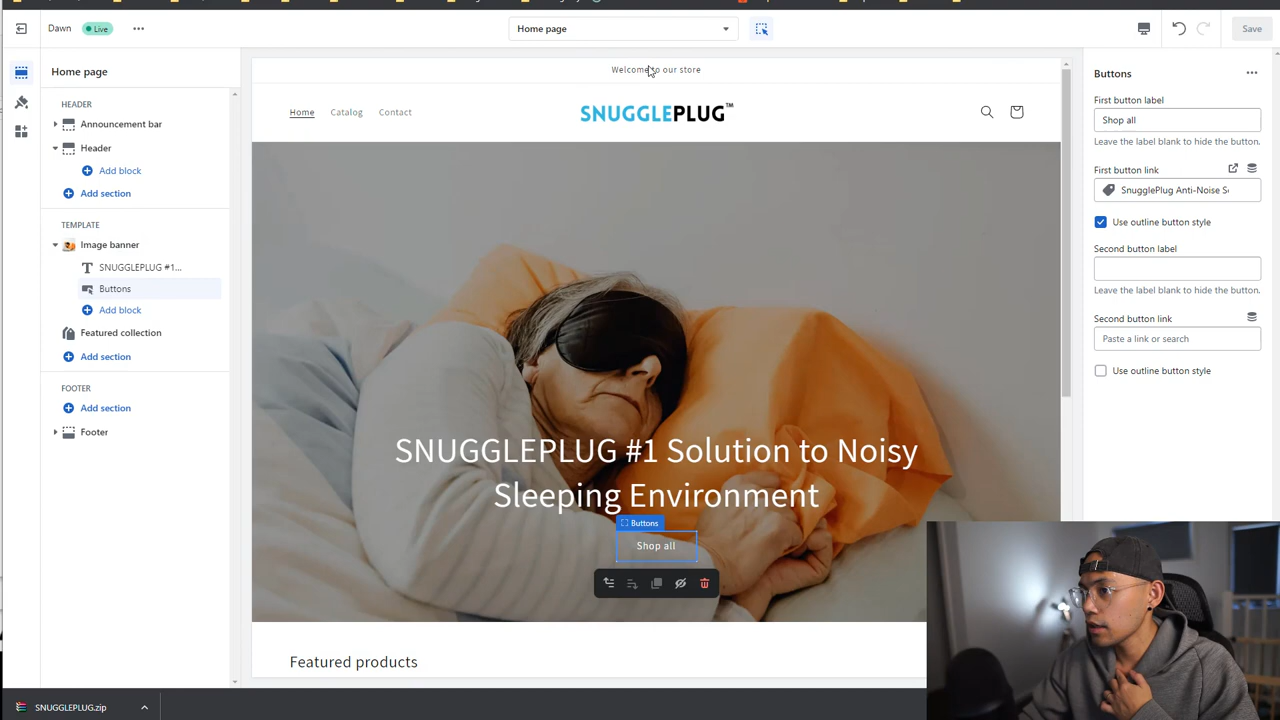 Dawn
Live
Home page
Save
Home page
HEADER
Announcement bar
Header
Add block
Add section
TEMPLATE
Image banner
SNUGGLEPLUG #1...
Buttons
Add block
Featured collection
Add section
FOOTER
Add section
Footer
Welcome to our store
Home
Catalog
Contact
SNUGGLEPLUG™
SNUGGLEPLUG #1 Solution to Noisy
Sleeping Environment
Buttons
Shop all
Featured products
Buttons
First button label
Shop all
Leave the label blank to hide the button.
First button link
SnugglePlug Anti-Noise
Use outline button style
Second button label
Leave the label blank to hide the button.
Second button link
Paste a link or search
Use outline button style
SNUGGLEPLUG.zip